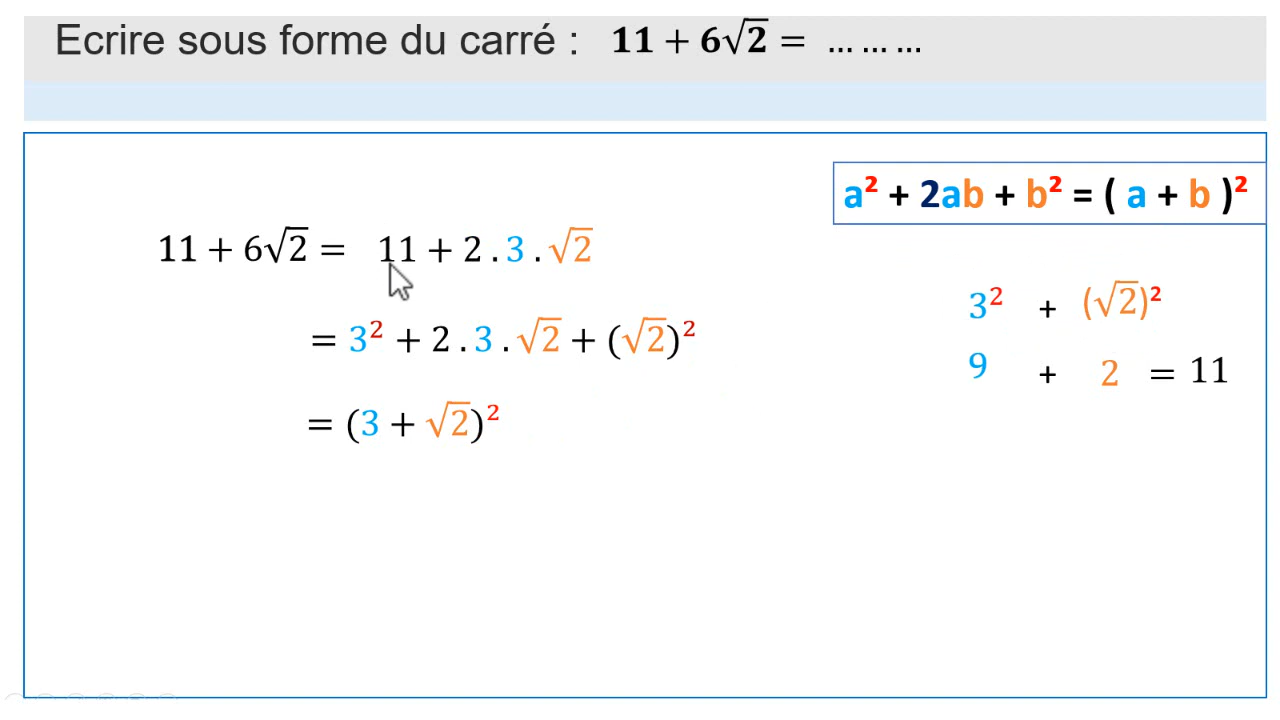 Ecrire sous forme du carré : 11 + 6√2 = ... ... ...
a² + 2ab + b² = ( a + b )²
11 + 6√2 = 11 + 2 . 3 . √2
= 3² + 2 . 3 . √2 + (√2)²
= (3 + √2)²
3² + (√2)²
9 + 2 = 11